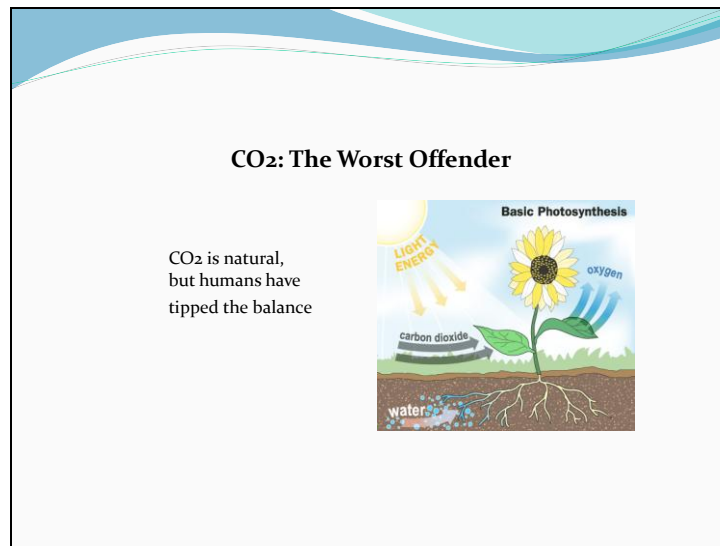 CO2: The Worst Offender
CO2 is natural,
but humans have
tipped the balance
Basic Photosynthesis
LIGHT
ENERGY
oxygen
carbon dioxide
water